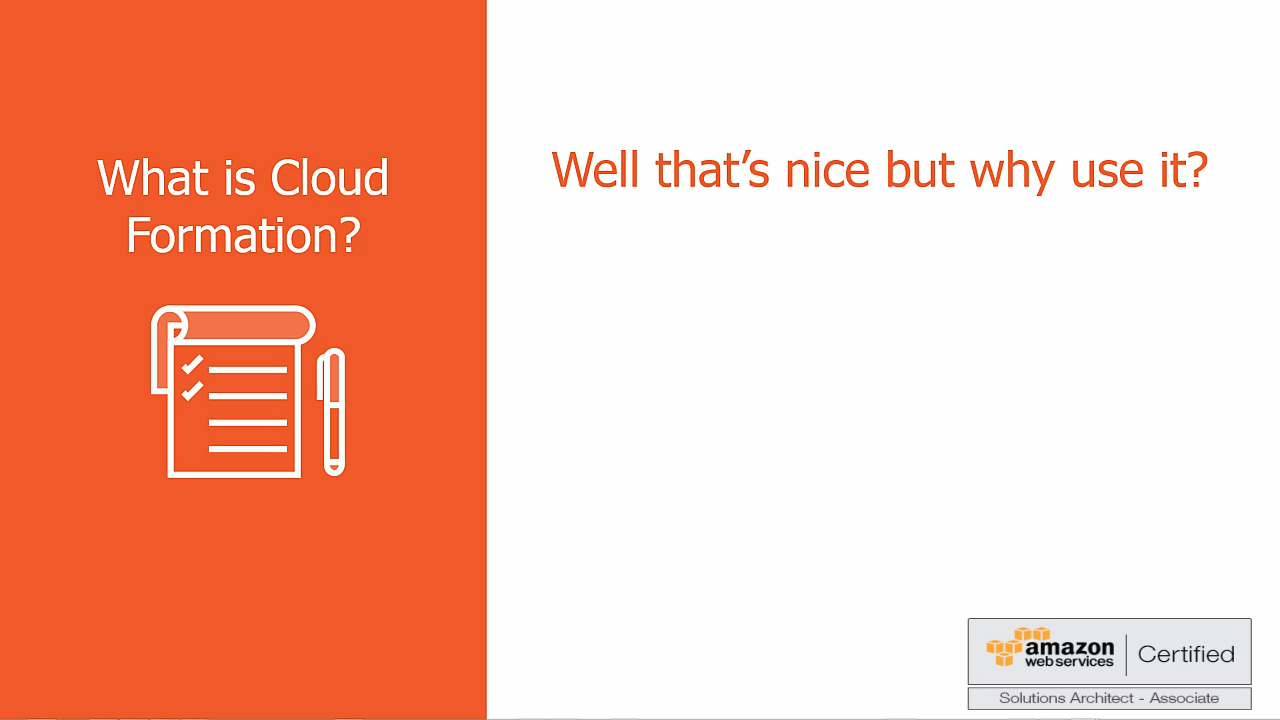 What is Cloud
Formation?
Well that's nice but why use it?
amazon
web services
Certified
Solutions Architect - Associate